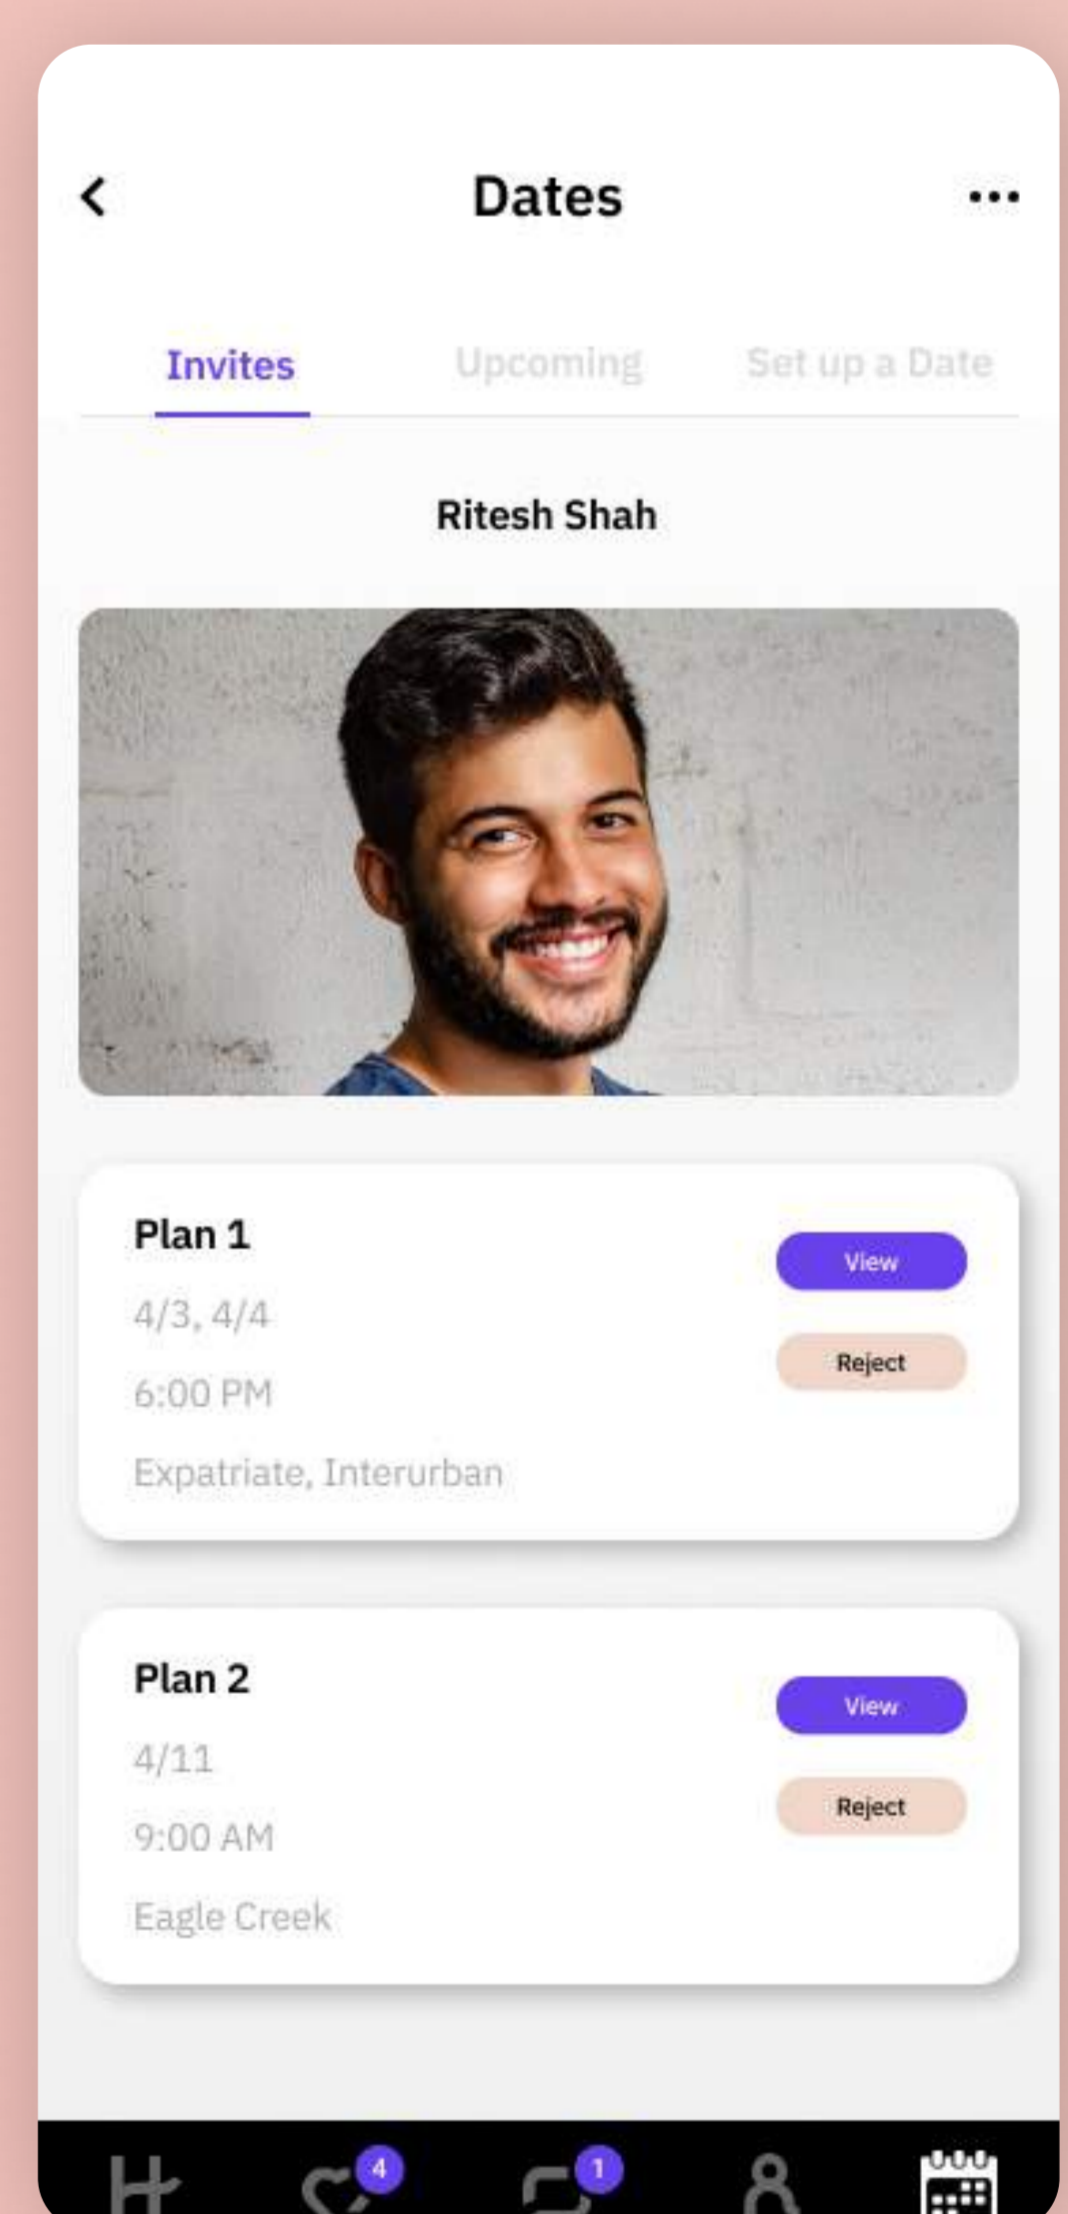 Dates
Invites Upcoming Set up a Date
Ritesh Shah
Plan 1
View
4/3, 4/4
Reject
6:00 PM
Expatriate, Interurban
Plan 2
View
4/11
Reject
9:00 AM
Eagle Creek
4 1